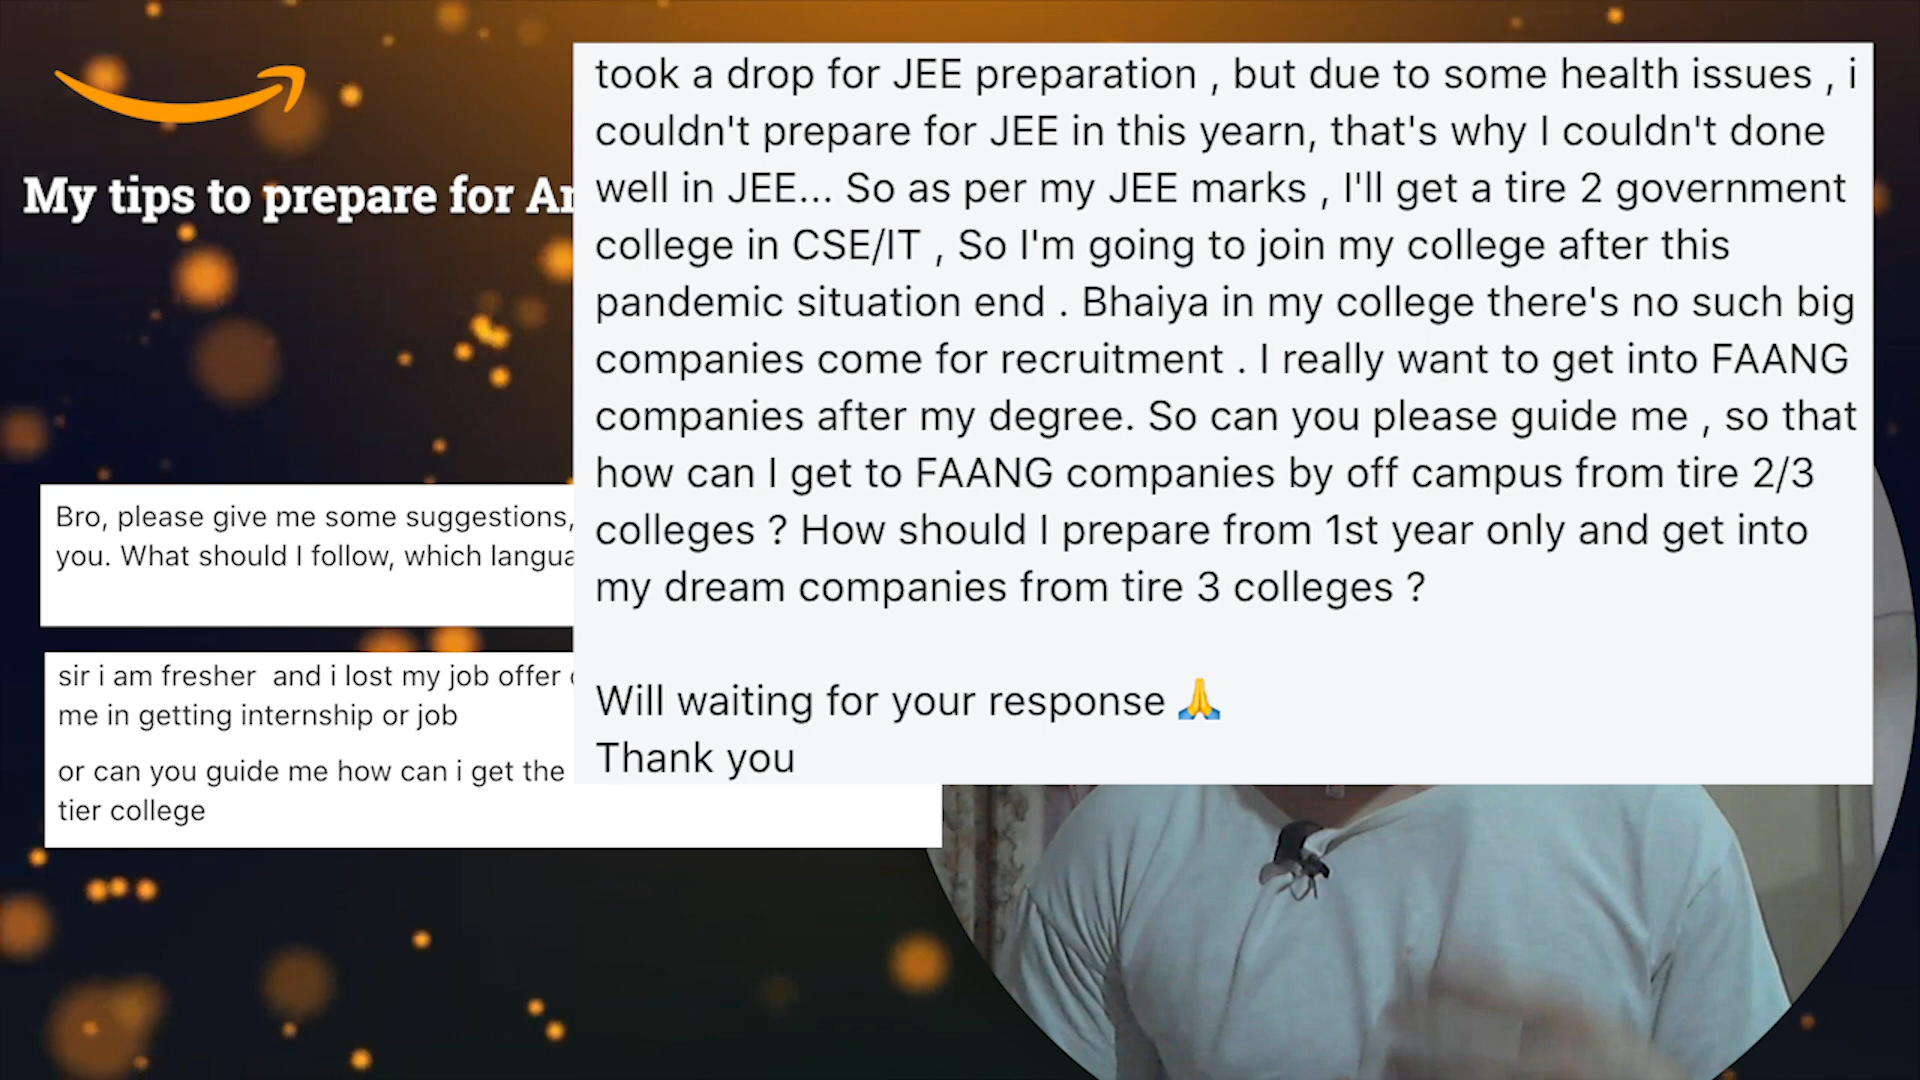 My tips to prepare for
took a drop for JEE preparation , but due to some health issues , i
couldn't prepare for JEE in this yearn, that's why I couldn't done
well in JEE... So as per my JEE marks , I'll get a tire 2 government
college in CSE/IT , So I'm going to join my college after this
pandemic situation end . Bhaiya in my college there's no such big
companies come for recruitment . I really want to get into FAANG
companies after my degree. So can you please guide me , so that
how can I get to FAANG companies by off campus from tire 2/3
colleges ? How should I prepare from 1st year only and get into
my dream companies from tire 3 colleges ?
Will waiting for your response 🙏
Thank you
Bro, please give me some suggestions,
you. What should I follow, which
sir i am fresher and i lost my job offer
me in getting internship or job
or can you guide me how can i get the
tier college